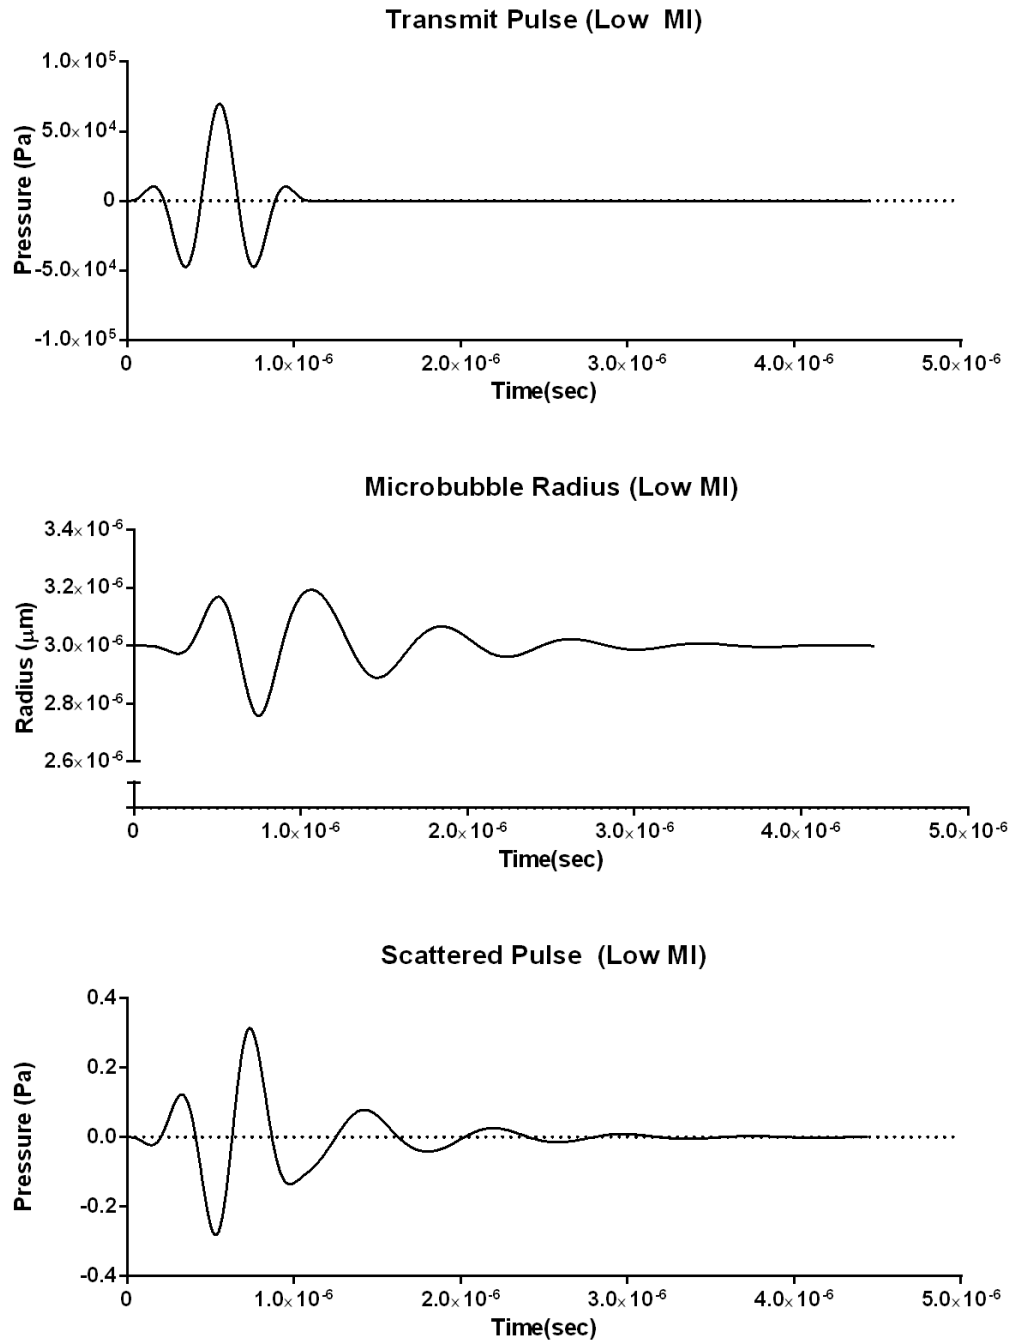 Transmit Pulse (Low MI)
Pressure (Pa)
1.0×10⁵
5.0×10⁴
0
-5.0×10⁴
-1.0×10⁵
0 1.0×10⁻⁶ 2.0×10⁻⁶ 3.0×10⁻⁶ 4.0×10⁻⁶ 5.0×10⁻⁶
Time(sec)
Microbubble Radius (Low MI)
Radius (μm)
3.4×10⁻⁶
3.2×10⁻⁶
3.0×10⁻⁶
2.8×10⁻⁶
2.6×10⁻⁶
0 1.0×10⁻⁶ 2.0×10⁻⁶ 3.0×10⁻⁶ 4.0×10⁻⁶ 5.0×10⁻⁶
Time(sec)
Scattered Pulse (Low MI)
Pressure (Pa)
0.4
0.2
0.0
-0.2
-0.4
0 1.0×10⁻⁶ 2.0×10⁻⁶ 3.0×10⁻⁶ 4.0×10⁻⁶ 5.0×10⁻⁶
Time(sec)